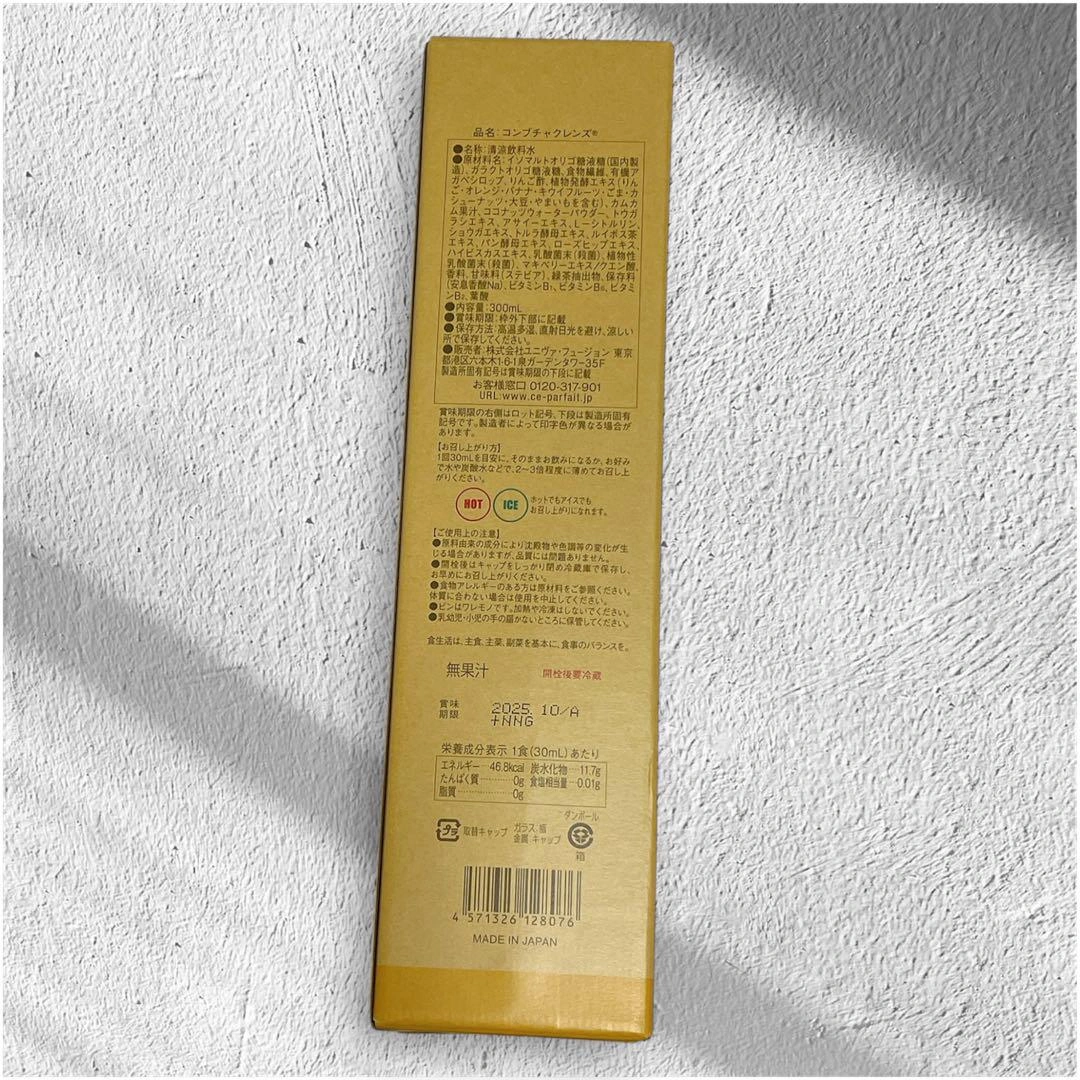 品名：コンブチャクレンズ®
●名称：清涼飲料水
●原材料名：イソマルトオリゴ糖液糖（国内製
造）、ガラクトオリゴ糖液糖、食物繊維、有機ア
ガベシロップ、りんご酢、植物発酵エキス（りん
ご・オレンジ・バナナ・キウイフルーツ・ごま・カ
シューナッツ・大豆・やまいもを含む）、カムカ
ム果汁、ココナッツウォーターパウダー、トウガ
ラシエキス、アサイーエキス、L－シトルリン、
ショウガエキス、トルラ酵母エキス、ルイボス茶
エキス、パン酵母エキス、ローズヒップエキス、
ハイビスカスエキス、乳酸菌末（殺菌）、植物性
乳酸菌末（殺菌）、マキベリーエキス/クエン酸、
香料、甘味料（ステビア）、緑茶抽出物、保存料
（安息香酸Na）、ビタミンB₁、ビタミンB₆、ビタミ
ンB₂、葉酸
●内容量：300mL
●賞味期限：枠外下部に記載
●保存方法：高温多湿、直射日光を避け、涼しい
所で保存してください。
●販売者：株式会社ユニヴァ・フュージョン 東京
都港区六本木1-6-1泉ガーデンタワー35F
製造所固有記号は賞味期限の下段に記載
お客様窓口 0120-317-901
URL:www.ce-parfait.jp
賞味期限の右側はロット記号、下段は製造所固有
記号です。製造者によって印字色が異なる場合が
あります。
【お召し上がり方】
1回30mLを目安に、そのままお飲みになるか、お好み
で水や炭酸水などで、2～3倍程度に薄めてお召し上
がりください。
HOT ICE ホットでもアイスでも
お召し上がりになれます。
【ご使用上の注意】
●原料由来の成分により沈殿物や色調等の変化が生
じる場合がありますが、品質には問題ありません。
●開栓後はキャップをしっかり閉め冷蔵庫で保存し、
お早めにお召し上がりください。
●食物アレルギーのある方は原材料をご参照ください。
体質に合わない場合は使用を中止してください。
●ビンはワレモノです。加熱や冷凍はしないでください。
●乳幼児・小児の手の届かないところに保管してください。
食生活は、主食、主菜、副菜を基本に、食事のバランスを。
無果汁 開栓後要冷蔵
賞味
期限 2025.10/A
+NNG
栄養成分表示 1食（30mL）あたり
エネルギー…46.8kcal 炭水化物…11.7g
たんぱく質………0g 食塩相当量…0.01g
脂質………0g
ダンボール
プラ 取替キャップ ガラス：瓶
金属：キャップ
箱
4 571326 128076
MADE IN JAPAN